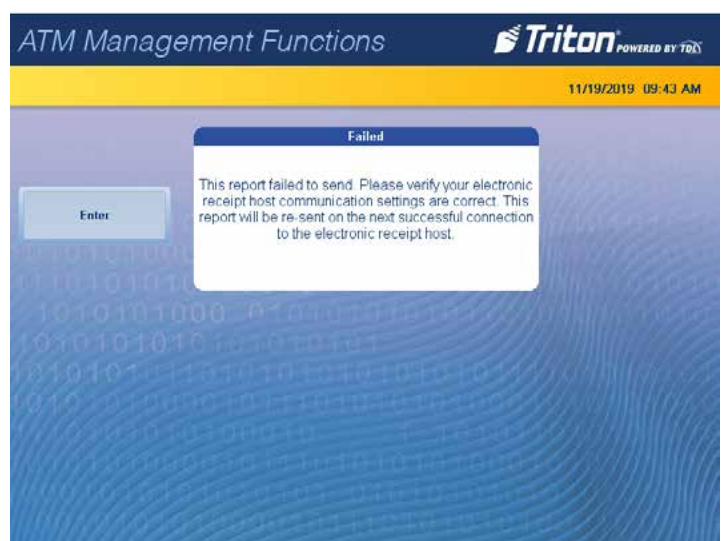 ATM Management Functions
Triton POWERED BY TDL
11/19/2019 09:43 AM
Failed
This report failed to send. Please verify your electronic
receipt host communication settings are correct. This
report will be re-sent on the next successful connection
to the electronic receipt host.
Enter